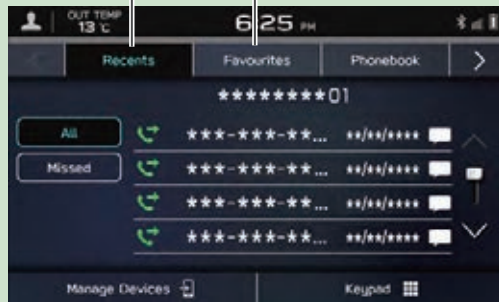 OUT TEMP
13 ℃ 6:25 PM
Recents Favourites Phonebook >
********01
All ***-***-**... **/**/****
Missed ***-***-**... **/**/****
***-***-**... **/**/****
***-***-**... **/**/****
Manage Devices Keypad